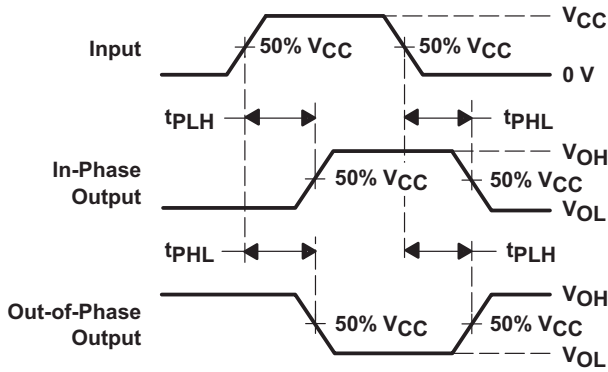 VCC
Input 50% VCC 50% VCC
0 V
tPLH tPHL
VOH
In-Phase Output 50% VCC 50% VCC
VOL
tPHL tPLH
VOH
Out-of-Phase Output 50% VCC 50% VCC
VOL